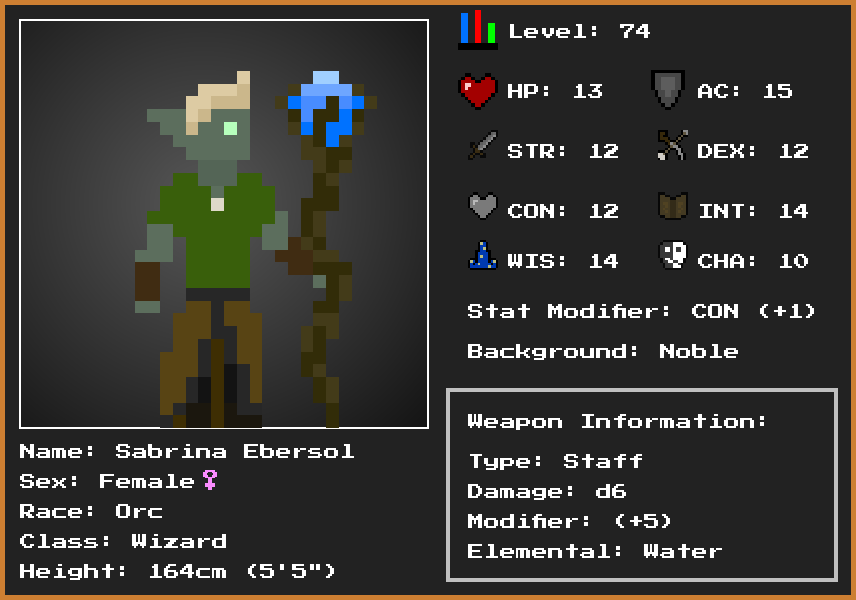 Level: 74
HP: 13
AC: 15
STR: 12
DEX: 12
CON: 12
INT: 14
WIS: 14
CHA: 10
Stat Modifier: CON (+1)
Background: Noble
Weapon Information:
Type: Staff
Damage: d6
Modifier: (+5)
Elemental: Water
Name: Sabrina Ebersol
Sex: Female♀
Race: Orc
Class: Wizard
Height: 164cm (5'5")